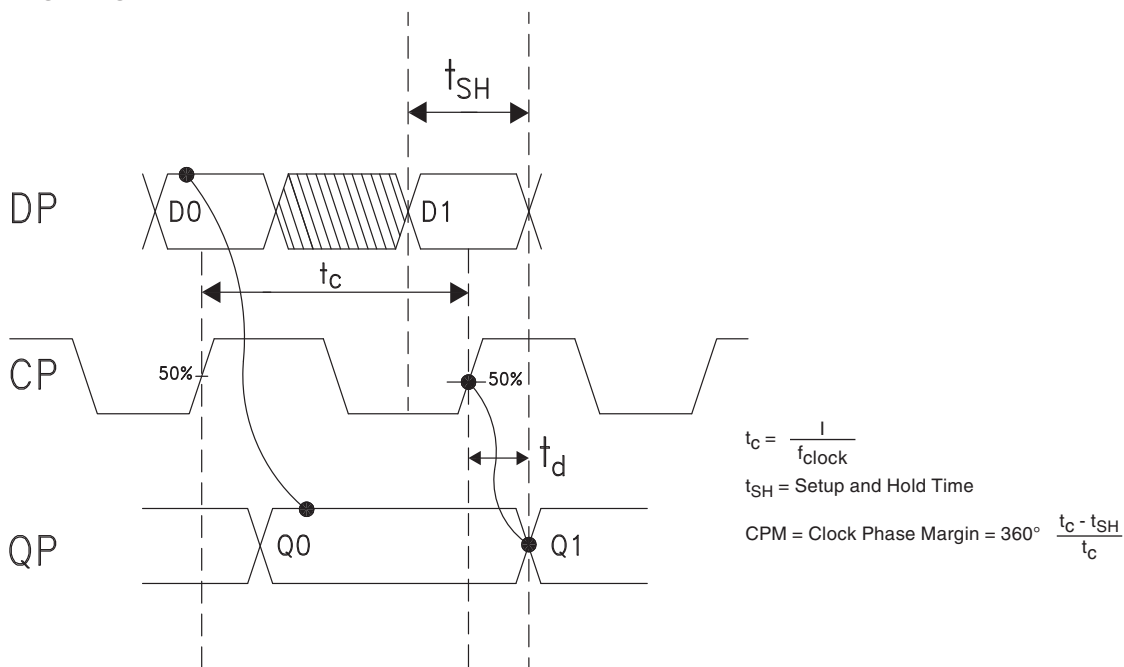 tSH
DP
D0
D1
tc
CP
50%
50%
td
QP
Q0
Q1
tc = I / fclock
tSH = Setup and Hold Time
CPM = Clock Phase Margin = 360° tc - tSH / tc